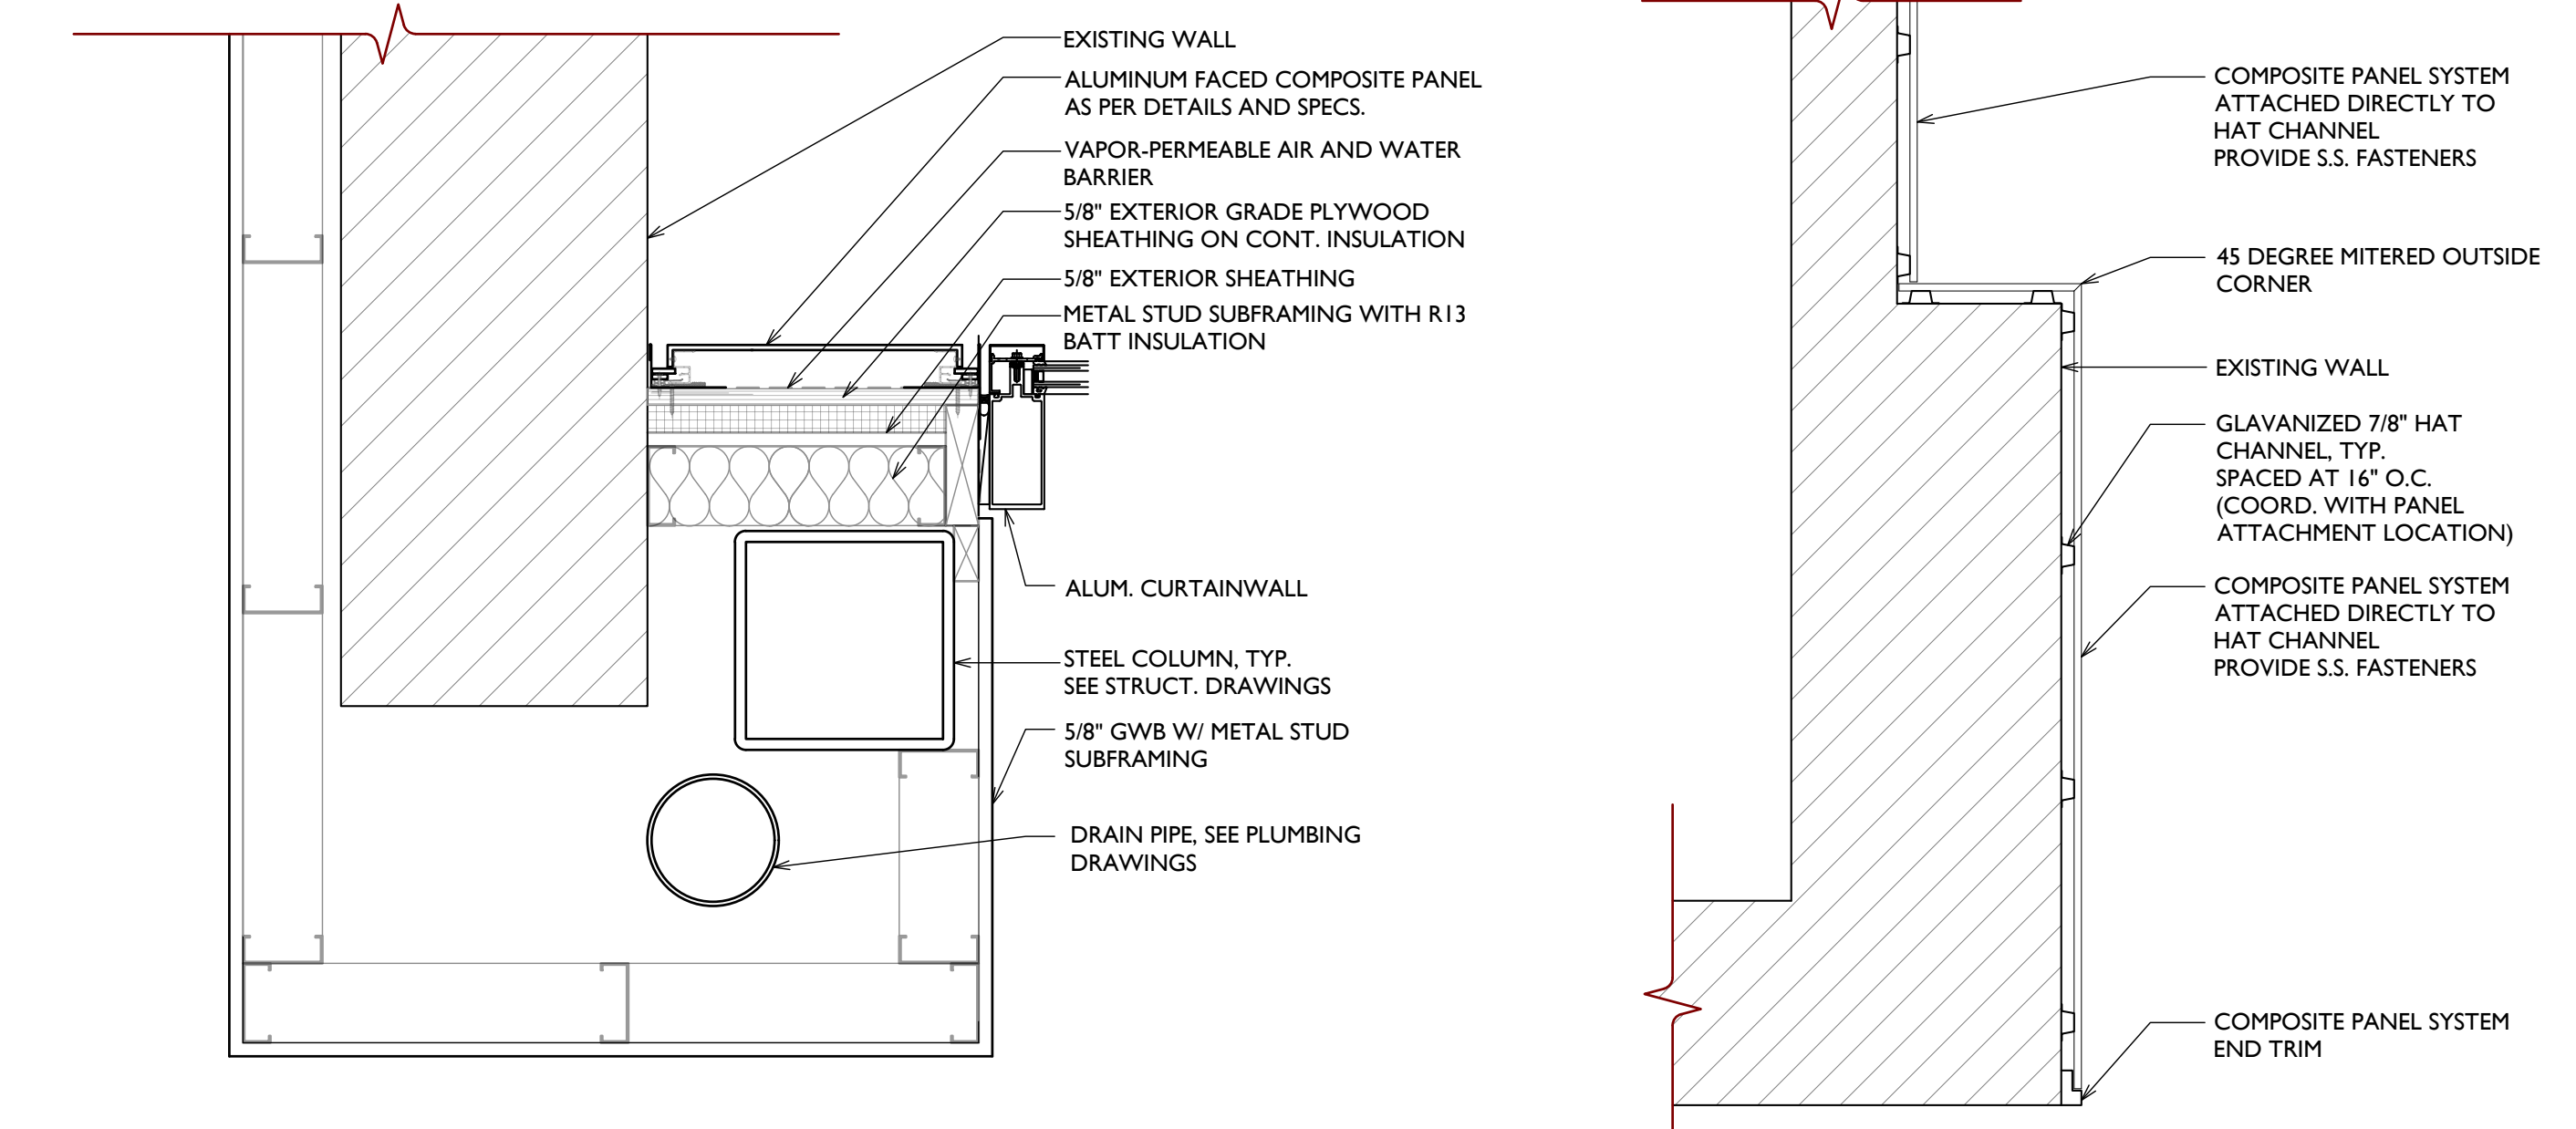 EXISTING WALL
ALUMINUM FACED COMPOSITE PANEL
AS PER DETAILS AND SPECS.
VAPOR-PERMEABLE AIR AND WATER
BARRIER
5/8" EXTERIOR GRADE PLYWOOD
SHEATHING ON CONT. INSULATION
5/8" EXTERIOR SHEATHING
METAL STUD SUBFRAMING WITH R13
BATT INSULATION
ALUM. CURTAINWALL
STEEL COLUMN, TYP.
SEE STRUCT. DRAWINGS
5/8" GWB W/ METAL STUD
SUBFRAMING
DRAIN PIPE, SEE PLUMBING
DRAWINGS
COMPOSITE PANEL SYSTEM
ATTACHED DIRECTLY TO
HAT CHANNEL
PROVIDE S.S. FASTENERS
45 DEGREE MITERED OUTSIDE
CORNER
EXISTING WALL
GLAVANIZED 7/8" HAT
CHANNEL, TYP.
SPACED AT 16" O.C.
(COORD. WITH PANEL
ATTACHMENT LOCATION)
COMPOSITE PANEL SYSTEM
ATTACHED DIRECTLY TO
HAT CHANNEL
PROVIDE S.S. FASTENERS
COMPOSITE PANEL SYSTEM
END TRIM